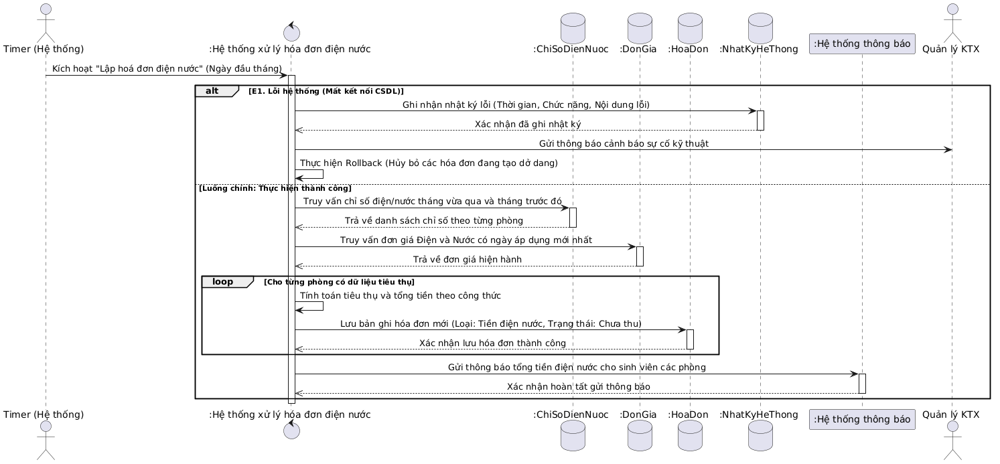 Timer (Hệ thống)
:Hệ thống xử lý hóa đơn điện nước
:ChiSoDienNuoc
:DonGia
:HoaDon
:NhatKyHeThong
:Hệ thống thông báo
Quản lý KTX
Kích hoạt "Lập hoá đơn điện nước" (Ngày đầu tháng)
alt
[E1. Lỗi hệ thống (Mất kết nối CSDL)]
Ghi nhận nhật ký lỗi (Thời gian, Chức năng, Nội dung lỗi)
Xác nhận đã ghi nhật ký
Gửi thông báo cảnh báo sự cố kỹ thuật
Thực hiện Rollback (Hủy bỏ các hóa đơn đang tạo dở dang)
[Luồng chính: Thực hiện thành công]
Truy vấn chỉ số điện/nước tháng vừa qua và tháng trước đó
Trả về danh sách chỉ số theo từng phòng
Truy vấn đơn giá Điện và Nước có ngày áp dụng mới nhất
Trả về đơn giá hiện hành
loop
[Cho từng phòng có dữ liệu tiêu thụ]
Tính toán tiêu thụ và tổng tiền theo công thức
Lưu bản ghi hóa đơn mới (Loại: Tiền điện nước, Trạng thái: Chưa thu)
Xác nhận lưu hóa đơn thành công
Gửi thông báo tổng tiền điện nước cho sinh viên các phòng
Xác nhận hoàn tất gửi thông báo
Timer (Hệ thống)
:Hệ thống xử lý hóa đơn điện nước
:ChiSoDienNuoc
:DonGia
:HoaDon
:NhatKyHeThong
:Hệ thống thông báo
Quản lý KTX